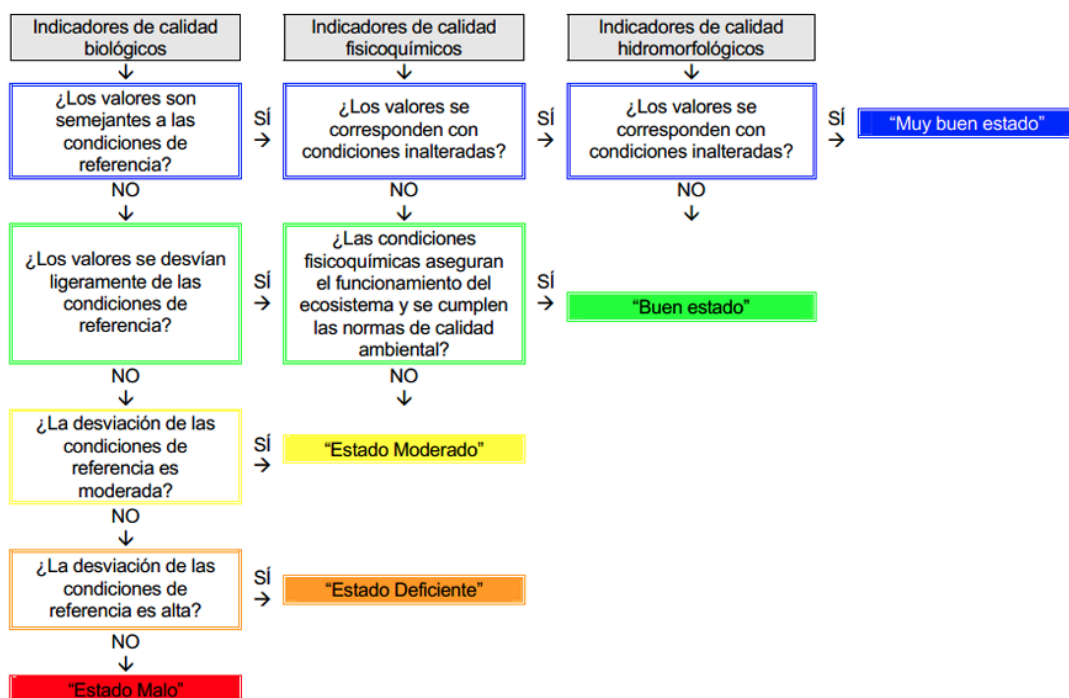 Indicadores de calidad
biológicos
Indicadores de calidad
fisicoquímicos
Indicadores de calidad
hidromorfológicos
¿Los valores son
semejantes a las
condiciones de
referencia?
SÍ
¿Los valores se
corresponden con
condiciones inalteradas?
SÍ
¿Los valores se
corresponden con
condiciones inalteradas?
SÍ
“Muy buen estado”
NO
NO
NO
¿Los valores se desvían
ligeramente de las
condiciones de
referencia?
SÍ
¿Las condiciones
fisicoquímicas aseguran
el funcionamiento del
ecosistema y se cumplen
las normas de calidad
ambiental?
SÍ
“Buen estado”
NO
NO
¿La desviación de las
condiciones de
referencia es
moderada?
SÍ
“Estado Moderado”
NO
¿La desviación de las
condiciones de
referencia es alta?
SÍ
“Estado Deficiente”
NO
“Estado Malo”